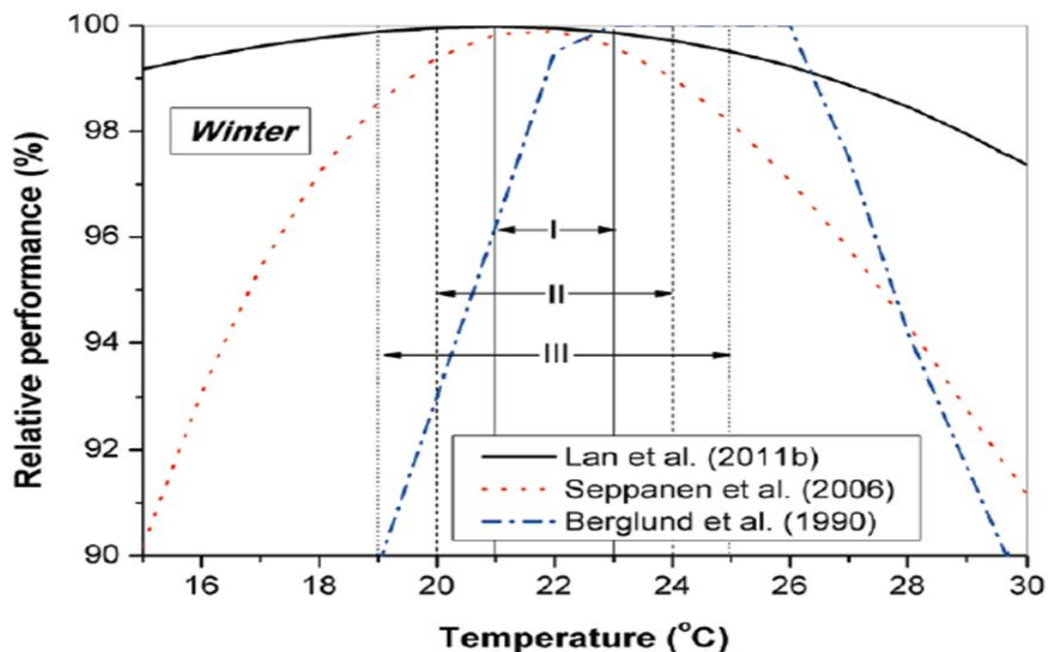 100
98
96
94
92
90
Relative performance (%)
Winter
I
II
III
Lan et al. (2011b)
Seppanen et al. (2006)
Berglund et al. (1990)
16 18 20 22 24 26 28 30
Temperature (°C)